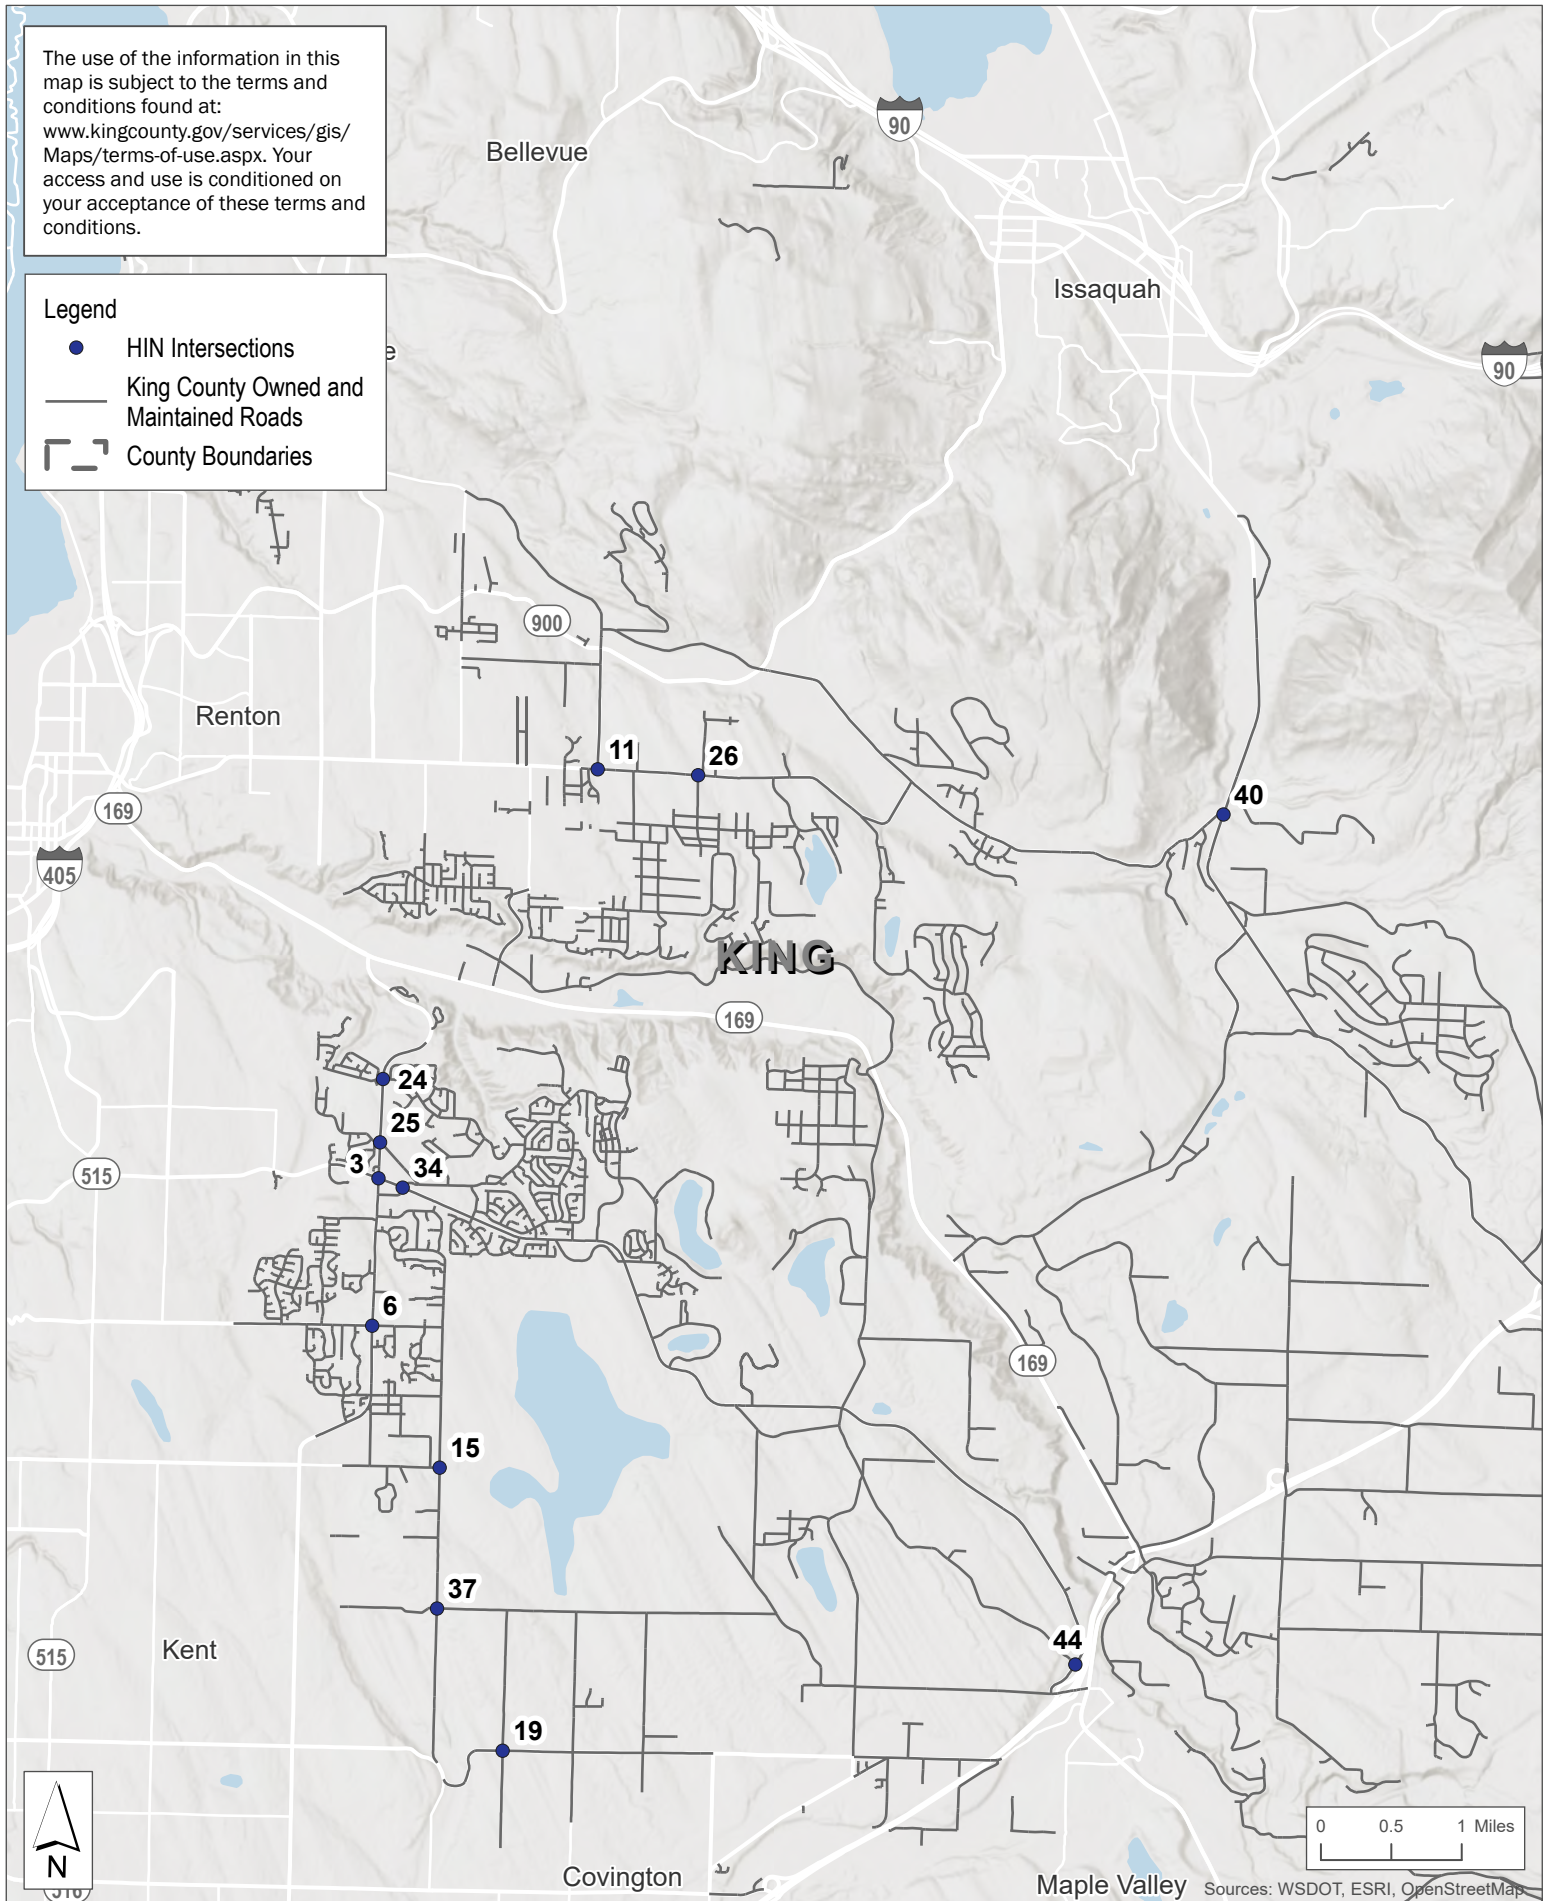 The use of the information in this
map is subject to the terms and
conditions found at:
www.kingcounty.gov/services/gis/
Maps/terms-of-use.aspx. Your
access and use is conditioned on
your acceptance of these terms and
conditions.
Legend
HIN Intersections
King County Owned and
Maintained Roads
County Boundaries
e
90
Bellevue
Issaquah
90
900
Renton
11
26
40
169
405
KING
169
24
25
3
34
515
6
169
15
37
Kent
515
44
19
N
516
Covington
Maple Valley
0 0.5 1 Miles
Sources: WSDOT, ESRI, OpenStreetMap